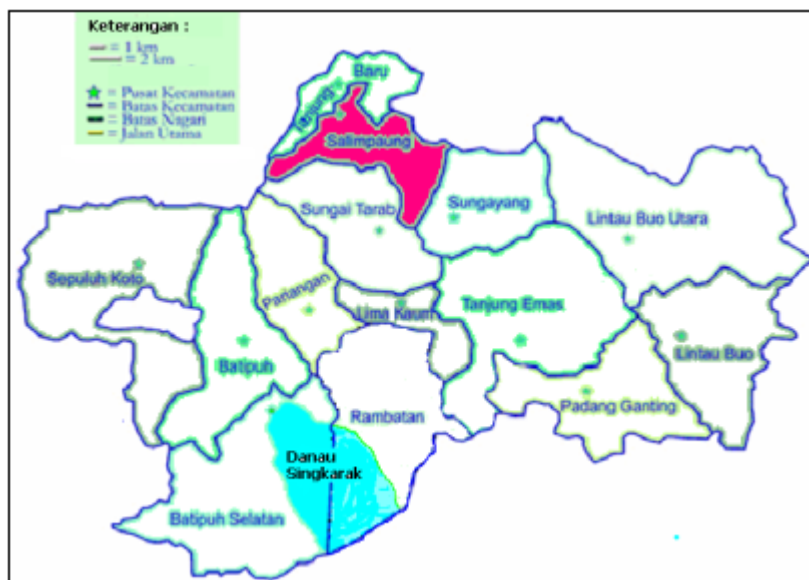 Keterangan :
= 1 km
= 2 km
= Pusat Kecamatan
= Batas Kecamatan
= Batas Nagari
= Jalan Utama
Tanjung Baru
Salimpaung
Sungai Tarab
Sungayang
Lintau Buo Utara
Sepuluh Koto
Pariangan
Lima Kaum
Tanjung Emas
Batipuh
Lintau Buo
Rambatan
Padang Ganting
Danau
Singkarak
Batipuh Selatan